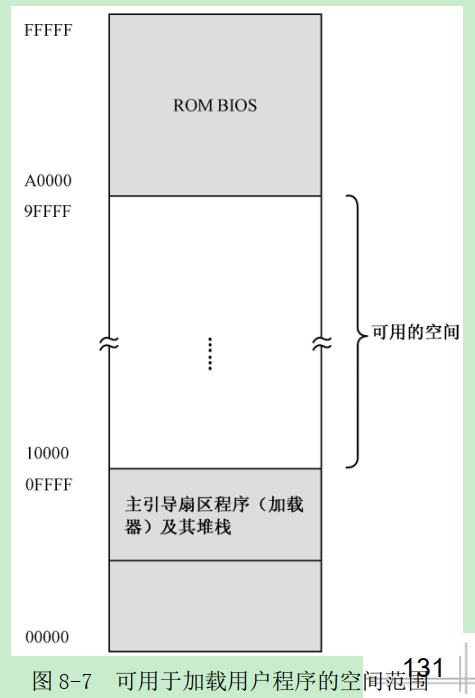 FFFFF
ROM BIOS
A0000
9FFFF
可用的空间
10000
0FFFF
主引导扇区程序（加载
器）及其堆栈
00000
131
图 8-7 可用于加载用户程序的空间范围